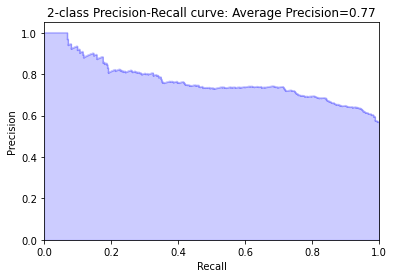 2-class Precision-Recall curve: Average Precision=0.77
1.0
0.8
0.6
0.4
0.2
0.0
Precision
0.0 0.2 0.4 0.6 0.8 1.0
Recall